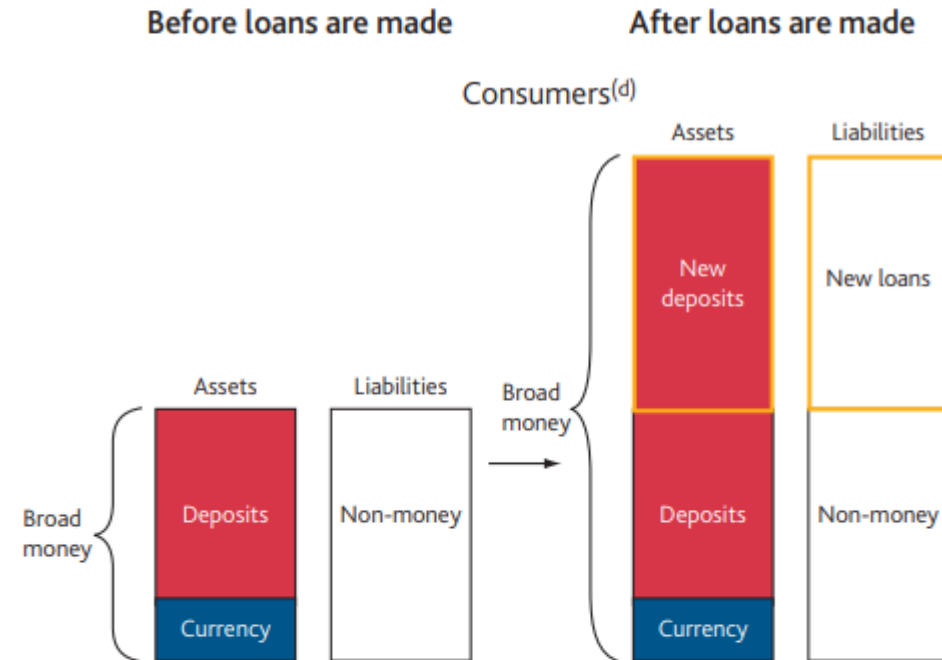 Before loans are made
After loans are made
Consumers(d)
Assets
Liabilities
New
deposits
New loans
Assets
Liabilities
Broad
money
Broad
money
Deposits
Non-money
Currency
Deposits
Non-money
Currency